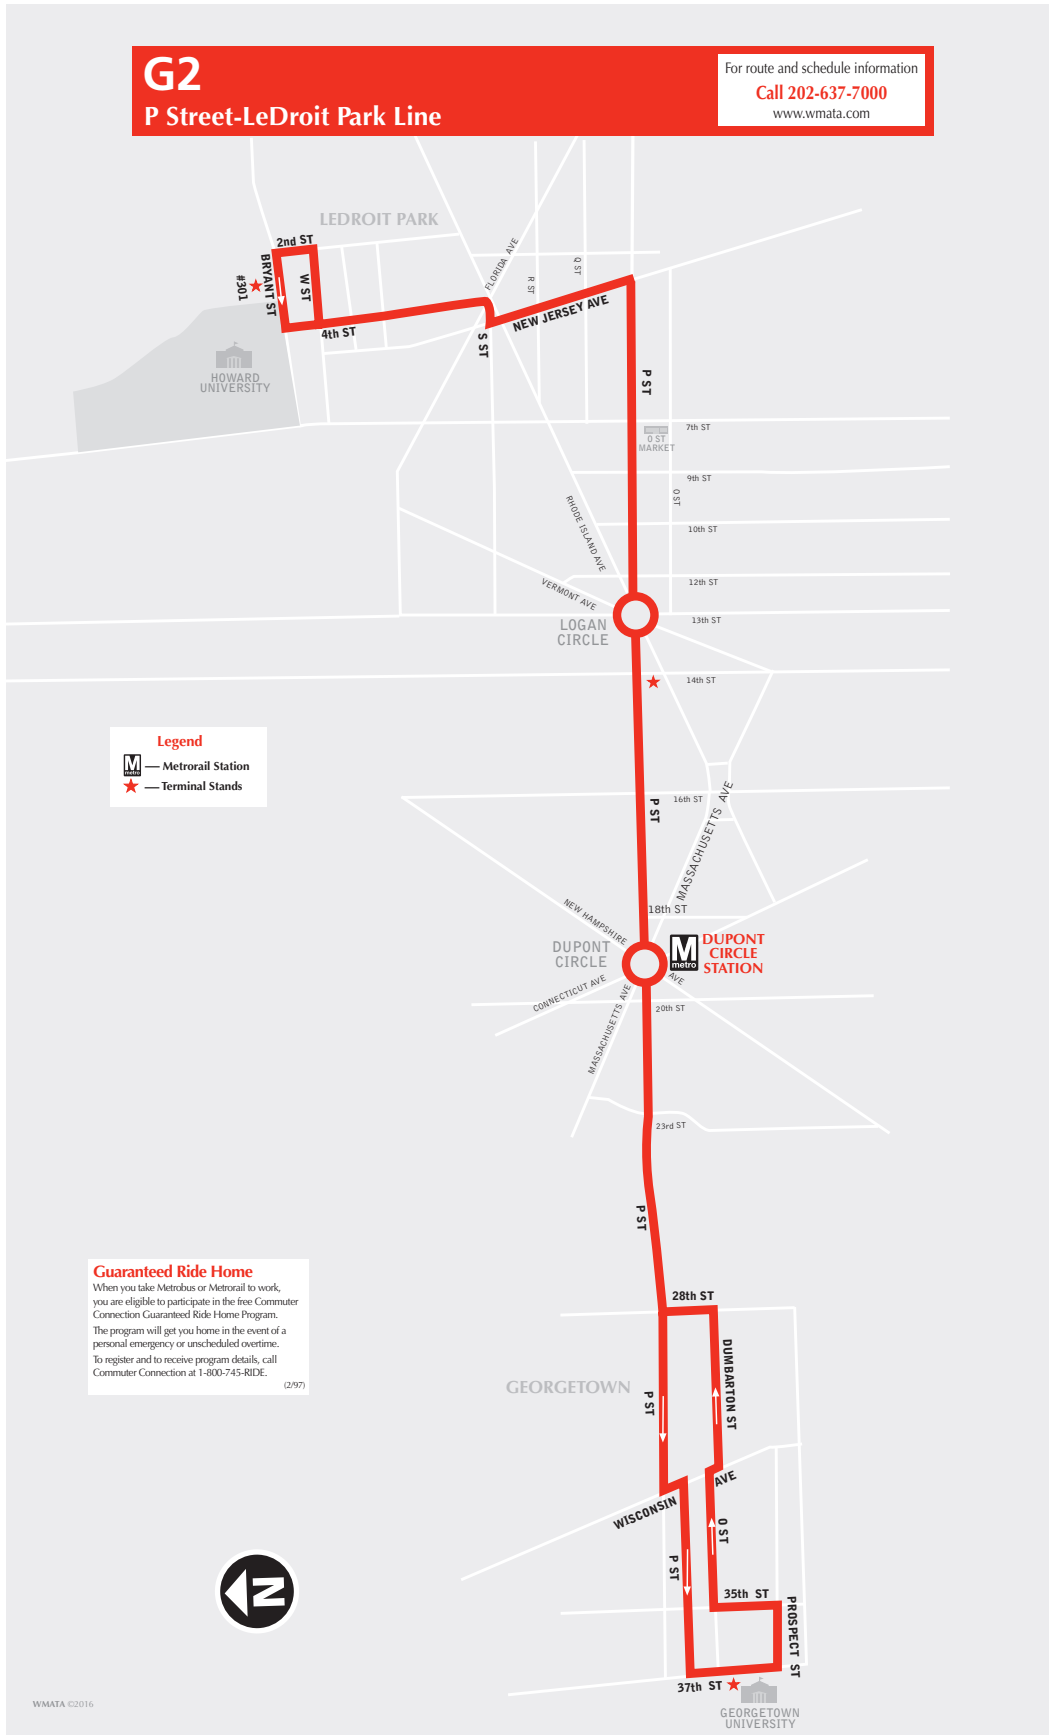 G2
P Street-LeDroit Park Line
For route and schedule information
Call 202-637-7000
www.wmata.com
LEDROIT PARK
2nd ST
BRYANT ST
W ST
#301
4th ST
FLORIDA AVE
R ST
Q ST
NEW JERSEY AVE
S ST
HOWARD
UNIVERSITY
P ST
7th ST
O ST
MARKET
9th ST
O ST
RHODE ISLAND AVE
10th ST
12th ST
VERMONT AVE
13th ST
LOGAN
CIRCLE
14th ST
Legend
M
metro
— Metrorail Station
— Terminal Stands
16th ST
P ST
MASSACHUSETTS AVE
18th ST
NEW HAMPSHIRE
DUPONT
CIRCLE
M
metro
DUPONT
CIRCLE
STATION
AVE
CONNECTICUT AVE
20th ST
MASSACHUSETTS AVE
23rd ST
P ST
Guaranteed Ride Home
When you take Metrobus or Metrorail to work,
you are eligible to participate in the free Commuter
Connection Guaranteed Ride Home Program.
The program will get you home in the event of a
personal emergency or unscheduled overtime.
To register and to receive program details, call
Commuter Connection at 1-800-745-RIDE.
(2/97)
28th ST
DUMBARTON ST
GEORGETOWN
P ST
WISCONSIN
AVE
O ST
P ST
35th ST
PROSPECT ST
N
37th ST
GEORGETOWN
UNIVERSITY
WMATA ©2016